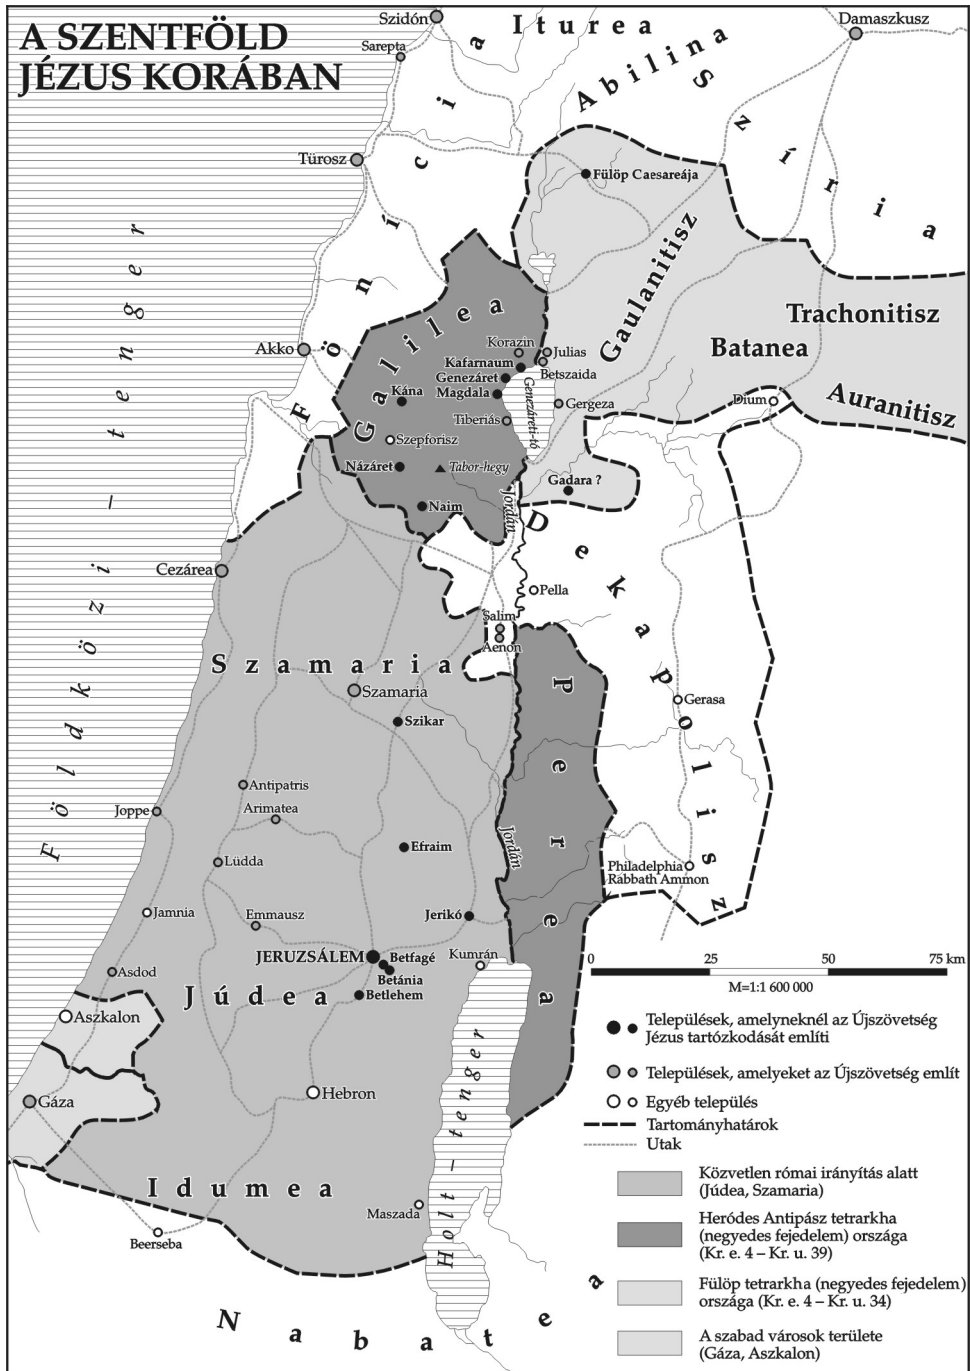 A SZENTFÖLD
JÉZUS KORÁBAN
Szidón
Iturea
Damaszkusz
Sarepta
Abilina
Szíria
Türosz
Fülöp Caesareája
Főnícia
Földközi-tenger
Gaulanitisz
Trachonitisz
Batanea
Auranitisz
Galilea
Akko
Korazin
Julias
Kafarnaum
Betszaida
Genezáret
Magdala
Genezáreti-tó
Gergeza
Dium
Kána
Tiberiás
Szepforisz
Názáret
Tabor-hegy
Gadara ?
Naim
Jordán
Dekapolisz
Cezárea
Pella
Salim
Aenon
Szamaria
Szamaria
Perea
Gerasa
Szikar
Antipatris
Joppe
Arimatea
Jordán
Efraim
Lüdda
Philadelphia
Rabbath Ammon
Jamnia
Emmausz
Jerikó
JERUZSÁLEM
Betfagé
Kumrán
Asdod
Betánia
Júdea
Betlehem
Aszkalon
Holt-tenger
Hebron
Gáza
Idumea
Maszada
Beerseba
Nabatea
0 25 50 75 km
M=1:1 600 000
Települések, amelyneknél az Újszövetség
Jézus tartózkodását említi
Települések, amelyeket az Újszövetség említ
Egyéb település
Tartományhatárok
Utak
Közvetlen római irányítás alatt
(Júdea, Szamaria)
Heródes Antipász tetrarkha
(negyedes fejedelem) országa
(Kr. e. 4 – Kr. u. 39)
Fülöp tetrarkha (negyedes fejedelem)
országa (Kr. e. 4 – Kr. u. 34)
A szabad városok területe
(Gáza, Aszkalon)